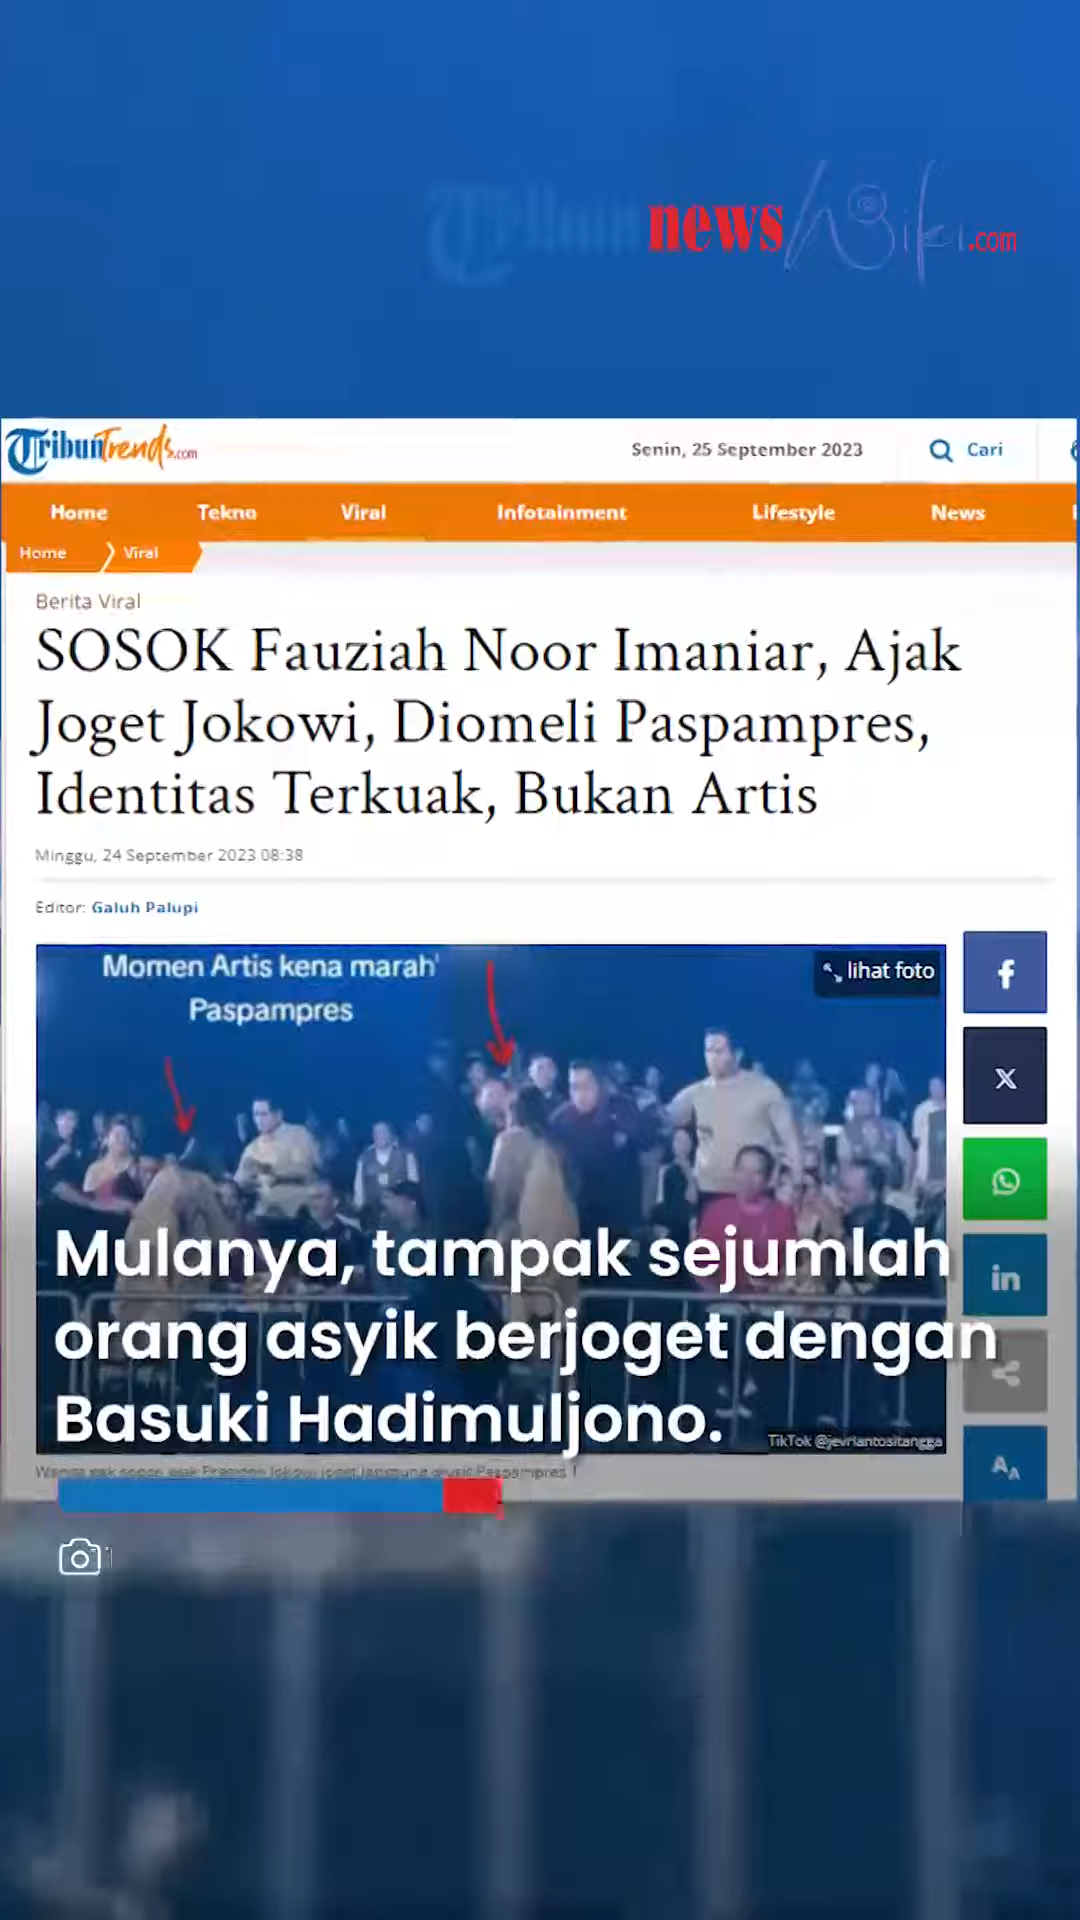 Tribunnewswiki.com
TribunTrends.com
Senin, 25 September 2023
Cari
Home
Tekno
Viral
Infotainment
Lifestyle
News
Home
Viral
Berita Viral
SOSOK Fauziah Noor Imaniar, Ajak
Joget Jokowi, Diomeli Paspampres,
Identitas Terkuak, Bukan Artis
Minggu, 24 September 2023 08:38
Editor: Galuh Palupi
Momen Artis kena marah
Paspampres
lihat foto
Mulanya, tampak sejumlah
orang asyik berjoget dengan
Basuki Hadimuljono.
TikTok @jevriantositangga